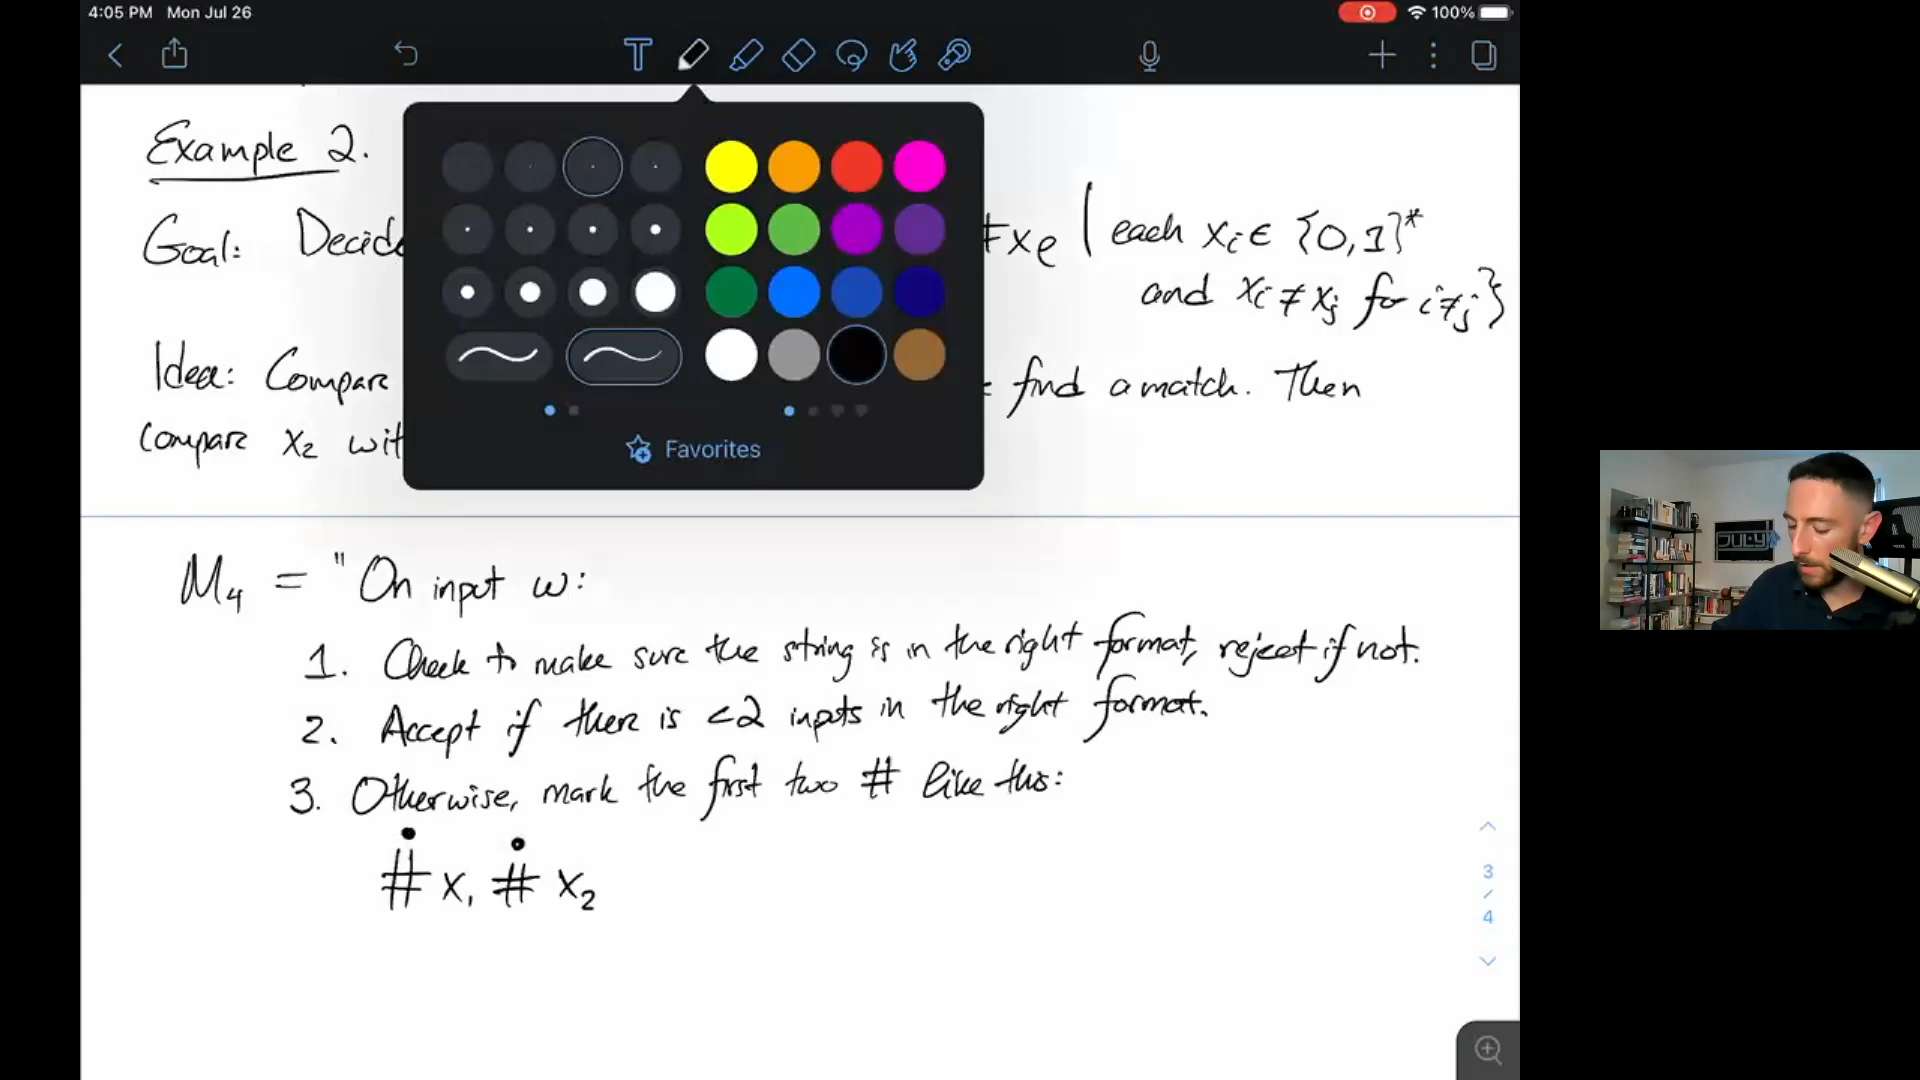 4:05 PM Mon Jul 26
100%
T
Example 2.
Goal: Decide
#xℓ | each xᵢ ∈ {0,1}*
and xᵢ ≠ xⱼ for i≠j}
Idea: Compare
find a match. Then
compare x₂ wit
Favorites
M₄ = "On input w:
1. Check to make sure the string is in the right format, reject if not.
2. Accept if there is <2 inputs in the right format.
3. Otherwise, mark the first two # like this:
#̇ x₁ #̇ x₂
3
/
4
JULY